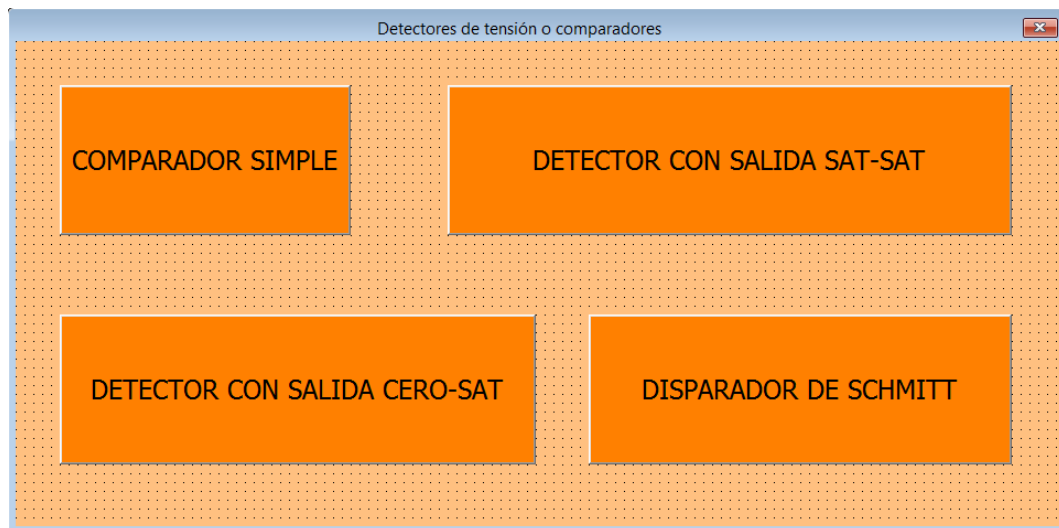 Detectores de tensión o comparadores
COMPARADOR SIMPLE
DETECTOR CON SALIDA SAT-SAT
DETECTOR CON SALIDA CERO-SAT
DISPARADOR DE SCHMITT